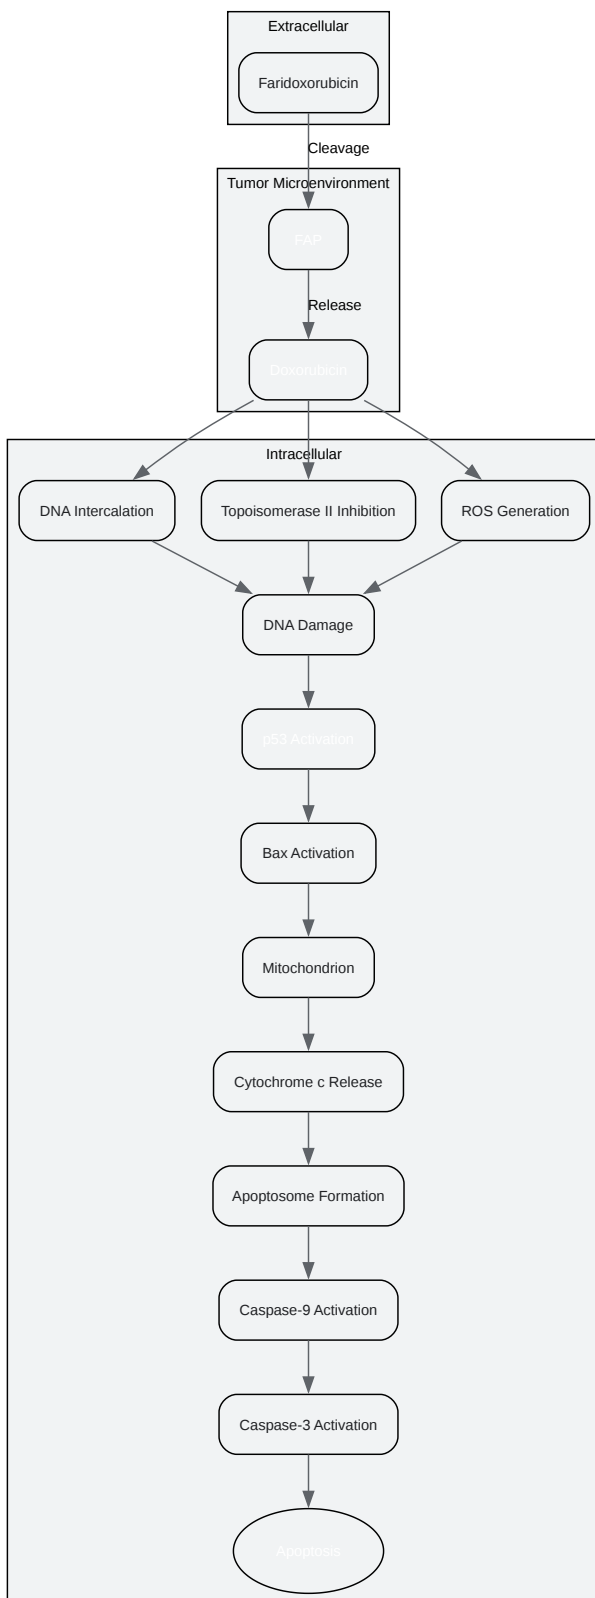 Extracellular
Faridoxorubicin
Cleavage
Tumor Microenvironment
FAP
Release
Doxorubicin
Intracellular
DNA Intercalation
Topoisomerase II Inhibition
ROS Generation
DNA Damage
p53 Activation
Bax Activation
Mitochondrion
Cytochrome c Release
Apoptosome Formation
Caspase-9 Activation
Caspase-3 Activation
Apoptosis